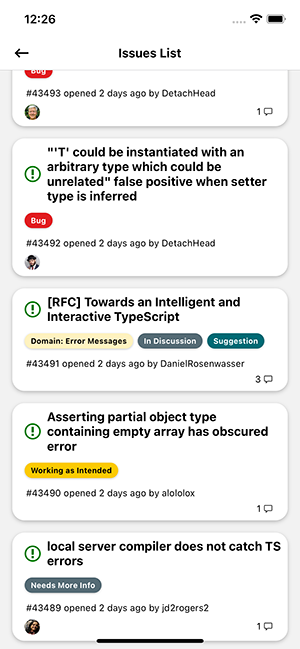 12:26
Issues List
Bug
#43493 opened 2 days ago by DetachHead
1
"'T' could be instantiated with an
arbitrary type which could be
unrelated" false positive when setter
type is inferred
Bug
#43492 opened 2 days ago by DetachHead
[RFC] Towards an Intelligent and
Interactive TypeScript
Domain: Error Messages In Discussion Suggestion
#43491 opened 2 days ago by DanielRosenwasser
3
Asserting partial object type
containing empty array has obscured
error
Working as Intended
#43490 opened 2 days ago by alololox
1
local server compiler does not catch TS
errors
Needs More Info
#43489 opened 2 days ago by jd2rogers2
1